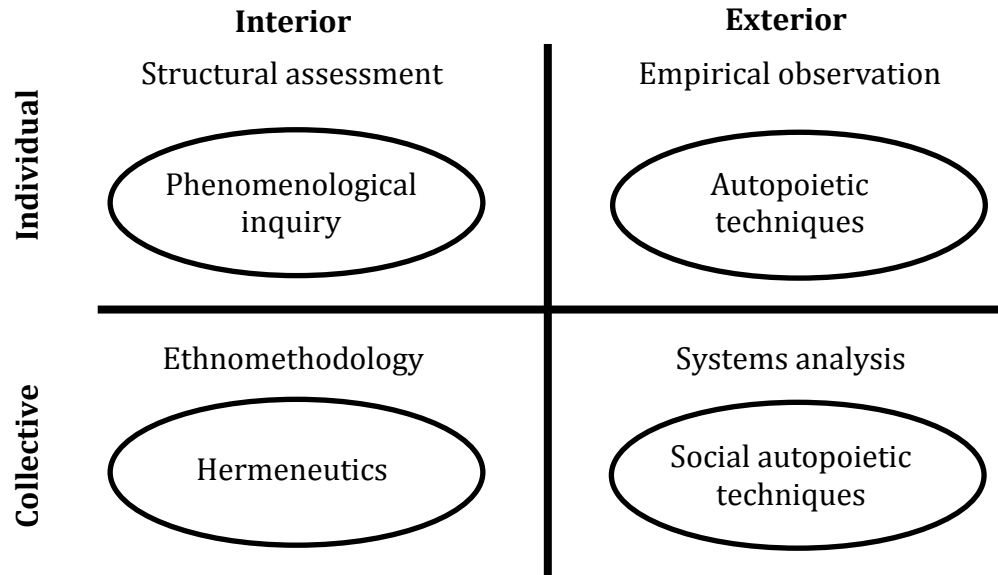 Interior
Exterior
Individual
Structural assessment
Phenomenological
inquiry
Empirical observation
Autopoietic
techniques
Collective
Ethnomethodology
Hermeneutics
Systems analysis
Social autopoietic
techniques